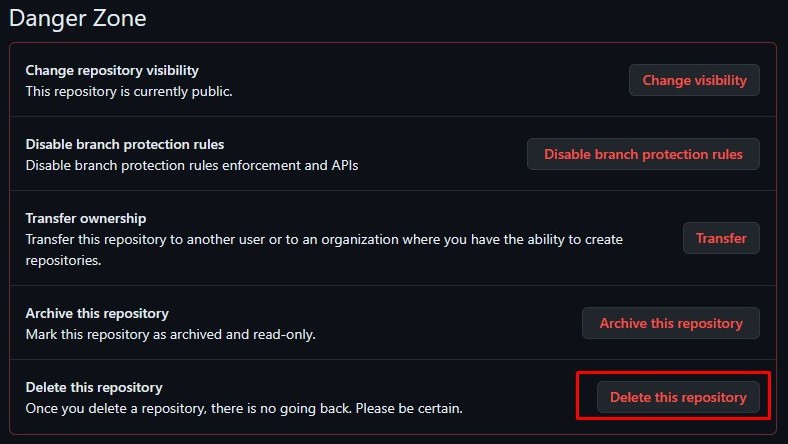 Danger Zone
Change repository visibility
This repository is currently public.
Change visibility
Disable branch protection rules
Disable branch protection rules enforcement and APIs
Disable branch protection rules
Transfer ownership
Transfer this repository to another user or to an organization where you have the ability to create
repositories.
Transfer
Archive this repository
Mark this repository as archived and read-only.
Archive this repository
Delete this repository
Once you delete a repository, there is no going back. Please be certain.
Delete this repository